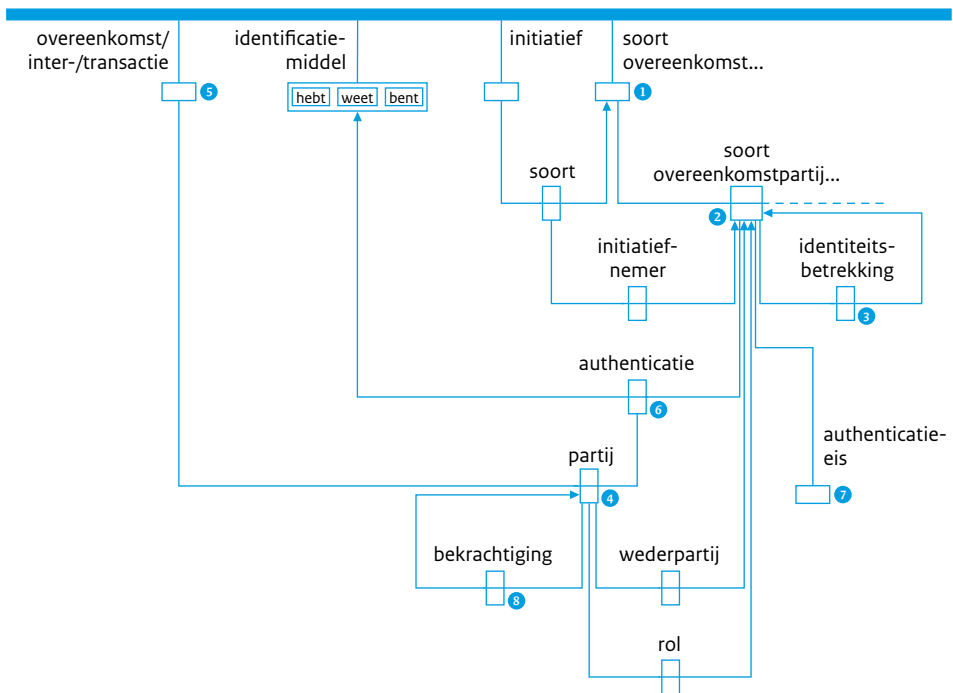 overeenkomst/
inter-/transactie
5
identificatie-
middel
hebt weet bent
initiatief
soort
overeenkomst...
1
soort
soort
overeenkomstpartij...
2
initiatief-
nemer
identiteits-
betrekking
3
authenticatie
6
authenticatie-
eis
7
partij
4
bekrachtiging
8
wederpartij
rol